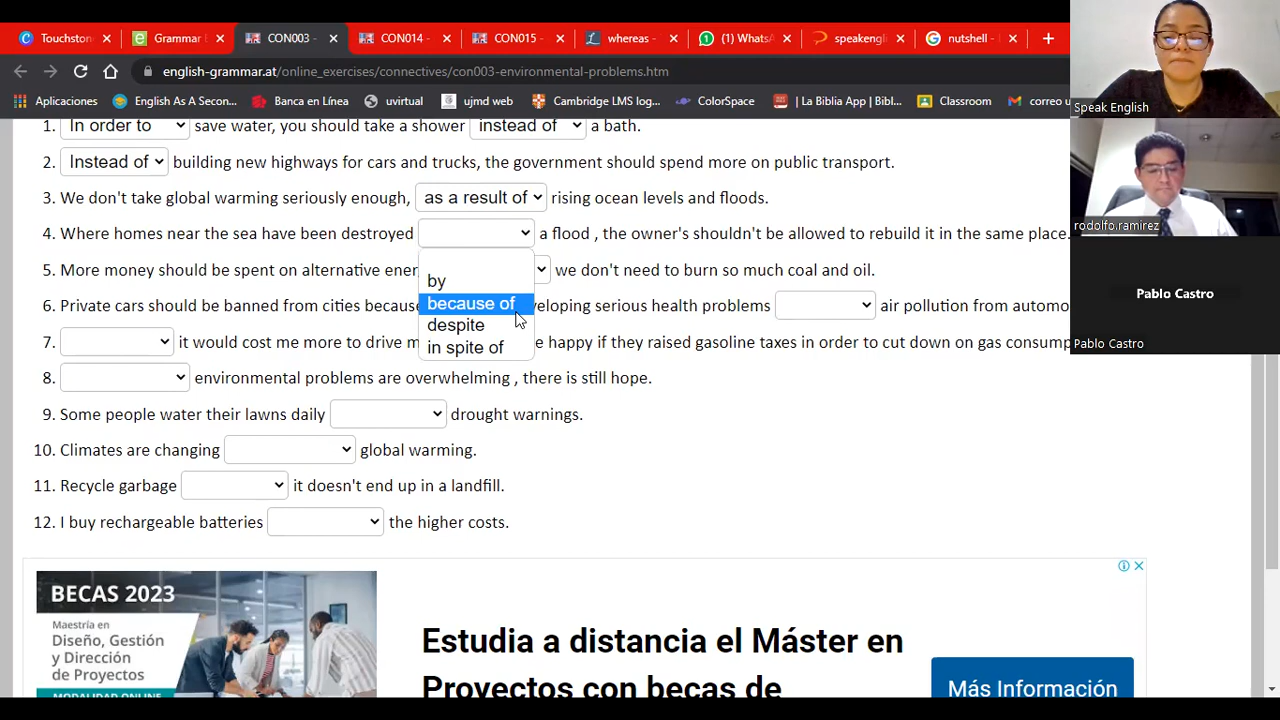 Touchston
Grammar E
CON003 -
CON014 -
CON015 -
whereas -
(1) WhatsA
speakengl
nutshell -
english-grammar.at/online_exercises/connectives/con003-environmental-problems.htm
Aplicaciones
English As A Secon...
Banca en Línea
uvirtual
ujmd web
Cambridge LMS log...
ColorSpace
| La Biblia App | Bibl...
Classroom
correo u
1. In order to save water, you should take a shower instead of a bath.
2. Instead of building new highways for cars and trucks, the government should spend more on public transport.
3. We don't take global warming seriously enough, as a result of rising ocean levels and floods.
4. Where homes near the sea have been destroyed a flood , the owner's shouldn't be allowed to rebuild it in the same place.
by
because of
despite
in spite of
5. More money should be spent on alternative ener we don't need to burn so much coal and oil.
6. Private cars should be banned from cities because veloping serious health problems air pollution from automo
7. it would cost me more to drive m e happy if they raised gasoline taxes in order to cut down on gas consump
8. environmental problems are overwhelming , there is still hope.
9. Some people water their lawns daily drought warnings.
10. Climates are changing global warming.
11. Recycle garbage it doesn't end up in a landfill.
12. I buy rechargeable batteries the higher costs.
BECAS 2023
Maestría en
Diseño, Gestión
y Dirección
de Proyectos
MODALIDAD ONLINE
Estudia a distancia el Máster en
Proyectos con becas de
Más Información
Speak English
rodolfo.ramirez
Pablo Castro
Pablo Castro